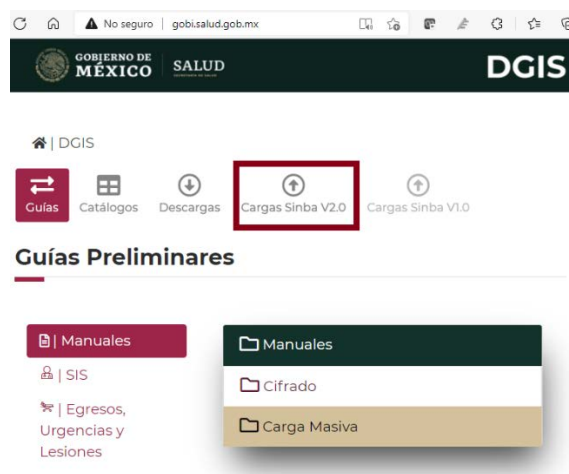 No seguro | gobi.salud.gob.mx
GOBIERNO DE
MÉXICO
SALUD
DGIS
| DGIS
Guías
Catálogos
Descargas
Cargas Sinba V2.0
Cargas Sinba V1.0
Guías Preliminares
| Manuales
Manuales
| SIS
Cifrado
| Egresos,
Urgencias y
Lesiones
Carga Masiva